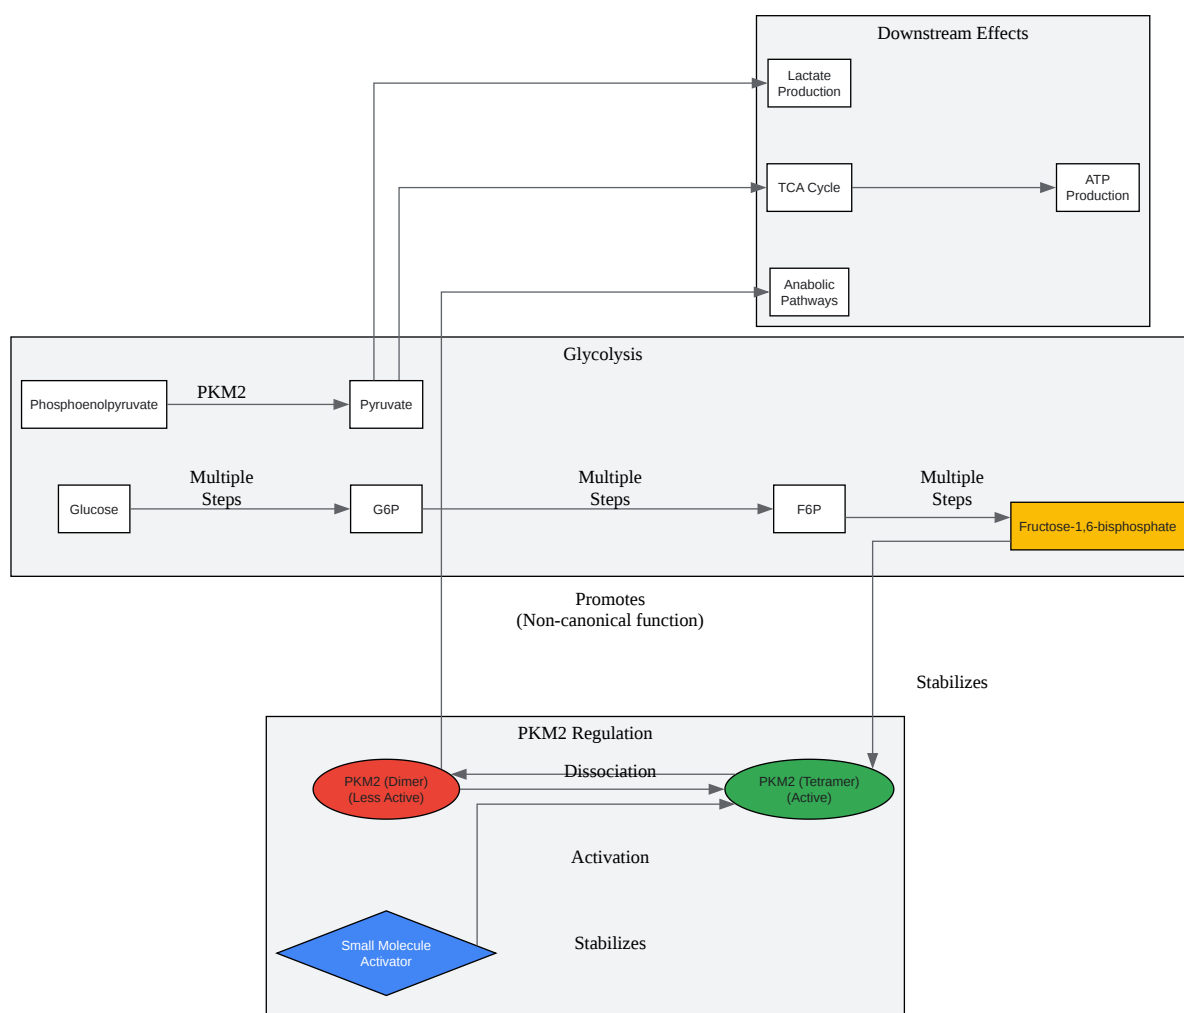 Downstream Effects
Lactate
Production
TCA Cycle
ATP
Production
Anabolic
Pathways
Glycolysis
Phosphoenolpyruvate
PKM2
Pyruvate
Multiple
Steps
Multiple
Steps
Multiple
Steps
Glucose
G6P
F6P
Fructose-1,6-bisphosphate
Promotes
(Non-canonical function)
Stabilizes
PKM2 Regulation
PKM2 (Dimer)
(Less Active)
Dissociation
PKM2 (Tetramer)
(Active)
Activation
Small Molecule
Activator
Stabilizes